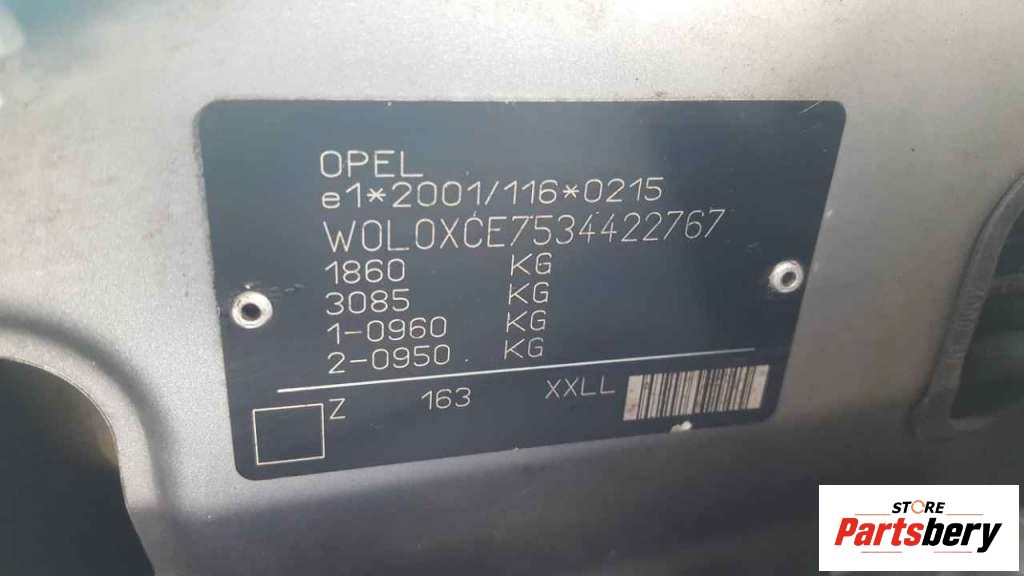 OPEL
e1*2001/116*0215
W0L0XCE7534422767
1860 KG
3085 KG
1-0960 KG
2-0950 KG
Z 163 XXLL
STORE
Partsbery